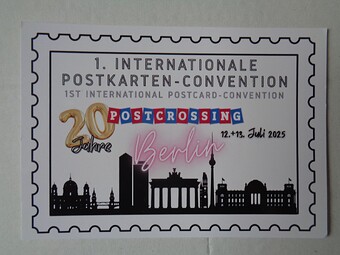 1. INTERNATIONALE
POSTKARTEN-CONVENTION
1ST INTERNATIONAL POSTCARD-CONVENTION
20 Jahre
POSTCROSSING
12.+13. Juli 2025
Berlin